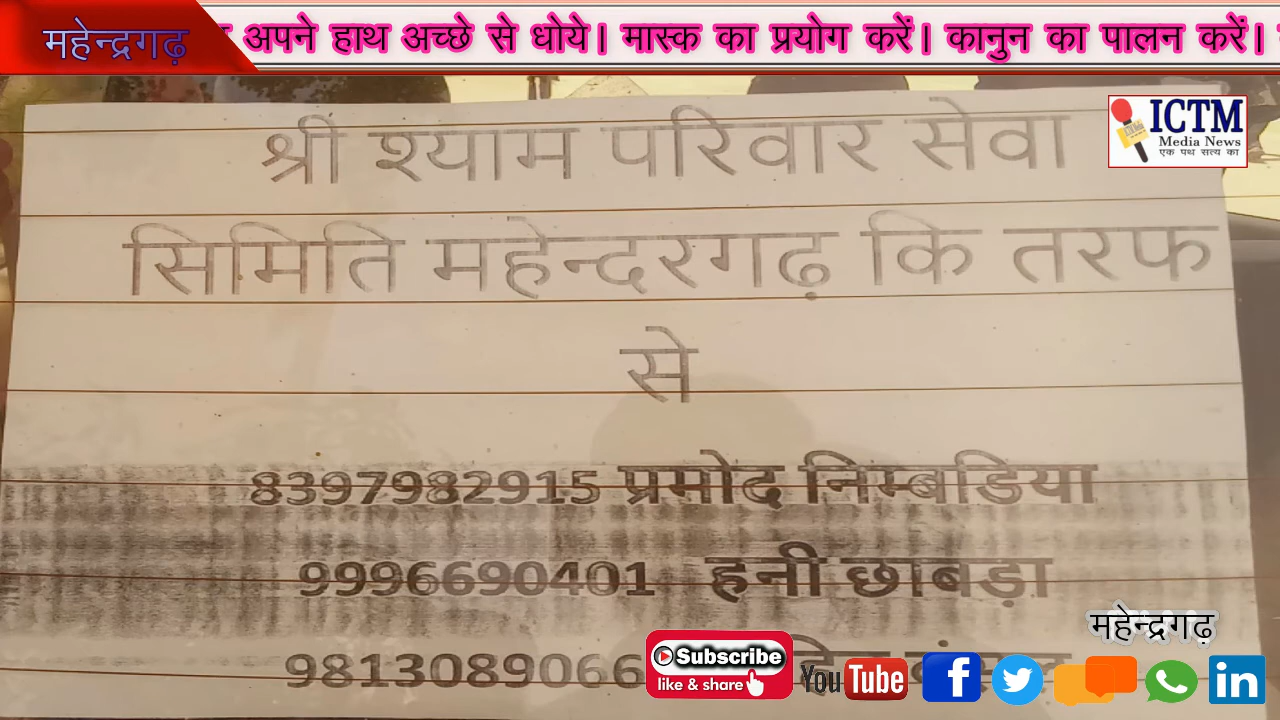 महेन्द्रगढ़
अपने हाथ अच्छे से धोये। मास्क का प्रयोग करें। कानुन का पालन करें।
ICTM
Media News
एक पथ सत्य का
श्री श्याम परिवार सेवा
सिमिति महेन्दरगढ़ कि तरफ
से
8397982915 प्रमोद निम्बडिया
9996690401 हनी छाबड़ा
महेन्द्रगढ़
9813089066
Subscribe
like & share
YouTube